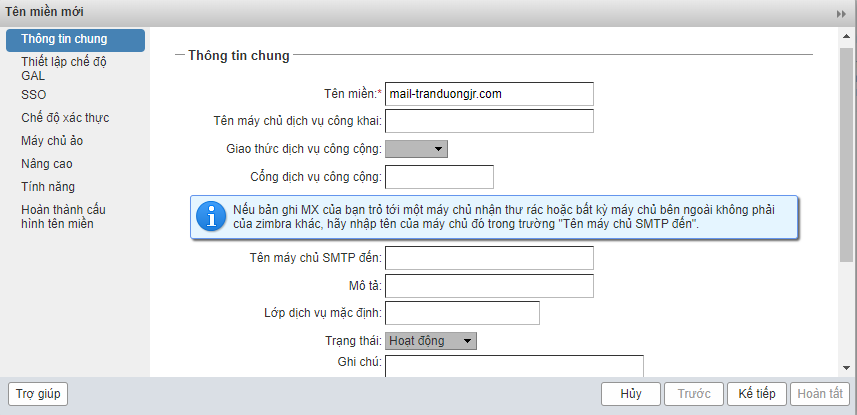 Tên miền mới
Thông tin chung
Thiết lập chế độ
GAL
SSO
Chế độ xác thực
Máy chủ ảo
Nâng cao
Tính năng
Hoàn thành cấu
hình tên miền
Thông tin chung
Tên miền:* mail-tranduongjr.com
Tên máy chủ dịch vụ công khai:
Giao thức dịch vụ công cộng:
Cổng dịch vụ công cộng:
Nếu bản ghi MX của bạn trỏ tới một máy chủ nhận thư rác hoặc bất kỳ máy chủ bên ngoài không phải
của zimbra khác, hãy nhập tên của máy chủ đó trong trường "Tên máy chủ SMTP đến".
Tên máy chủ SMTP đến:
Mô tả:
Lớp dịch vụ mặc định:
Trạng thái: Hoạt động
Ghi chú:
Trợ giúp Hủy Trước Kế tiếp Hoàn tất